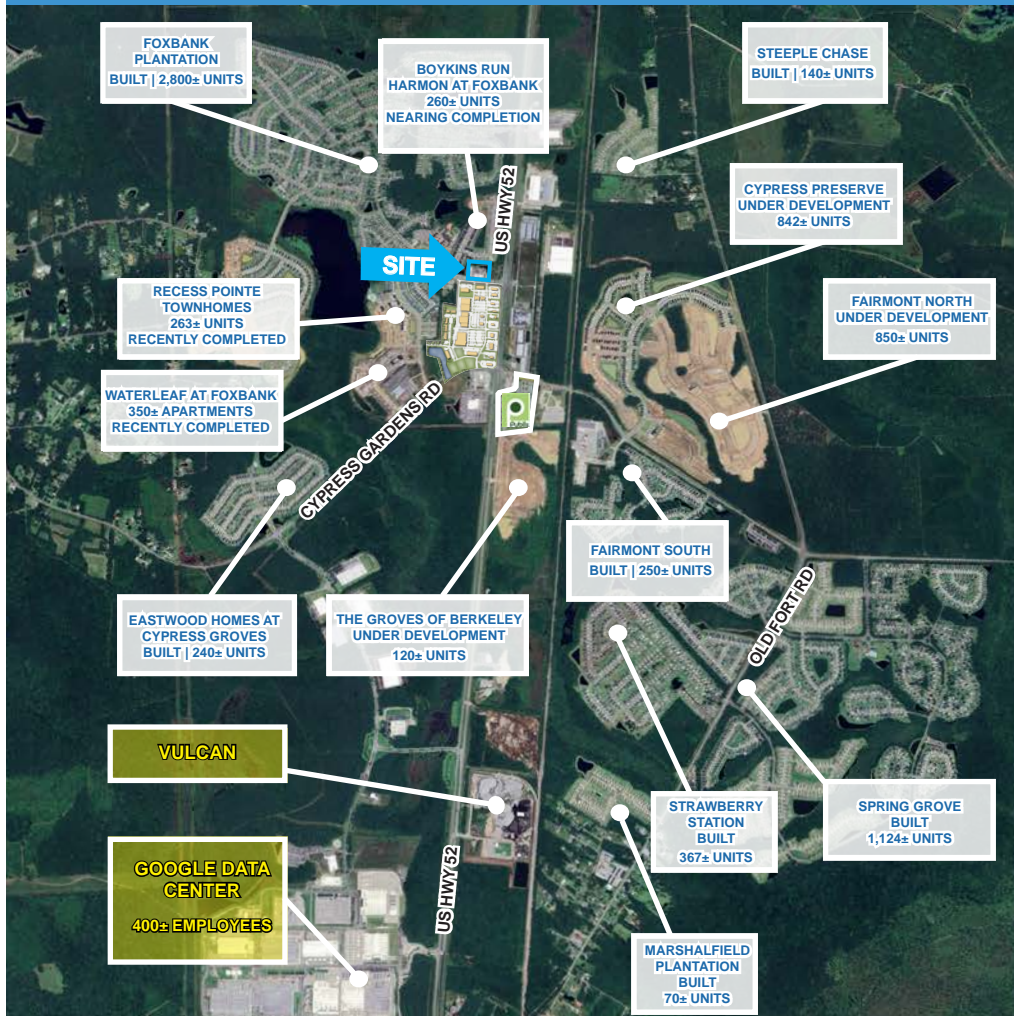 FOXBANK
PLANTATION
BUILT | 2,800± UNITS
BOYKINS RUN
HARMON AT FOXBANK
260± UNITS
NEARING COMPLETION
STEEPLE CHASE
BUILT | 140± UNITS
US HWY 52
CYPRESS PRESERVE
UNDER DEVELOPMENT
842± UNITS
SITE
RECESS POINTE
TOWNHOMES
263± UNITS
RECENTLY COMPLETED
FAIRMONT NORTH
UNDER DEVELOPMENT
850± UNITS
WATERLEAF AT FOXBANK
350± APARTMENTS
RECENTLY COMPLETED
CYPRESS GARDENS RD
Publix
FAIRMONT SOUTH
BUILT | 250± UNITS
EASTWOOD HOMES AT
CYPRESS GROVES
BUILT | 240± UNITS
THE GROVES OF BERKELEY
UNDER DEVELOPMENT
120± UNITS
OLD FORT RD
VULCAN
STRAWBERRY
STATION
BUILT
367± UNITS
SPRING GROVE
BUILT
1,124± UNITS
GOOGLE DATA
CENTER
400± EMPLOYEES
US HWY 52
MARSHALFIELD
PLANTATION
BUILT
70± UNITS